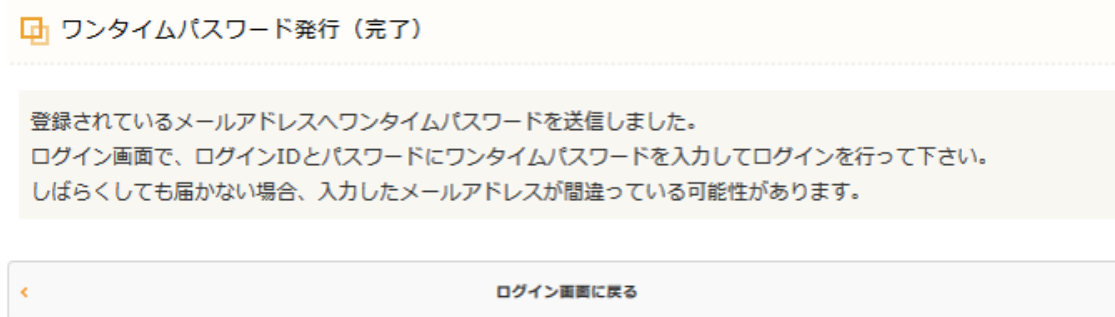 ワンタイムパスワード発行（完了）
登録されているメールアドレスへワンタイムパスワードを送信しました。
ログイン画面で、ログインIDとパスワードにワンタイムパスワードを入力してログインを行って下さい。
しばらくしても届かない場合、入力したメールアドレスが間違っている可能性があります。
ログイン画面に戻る